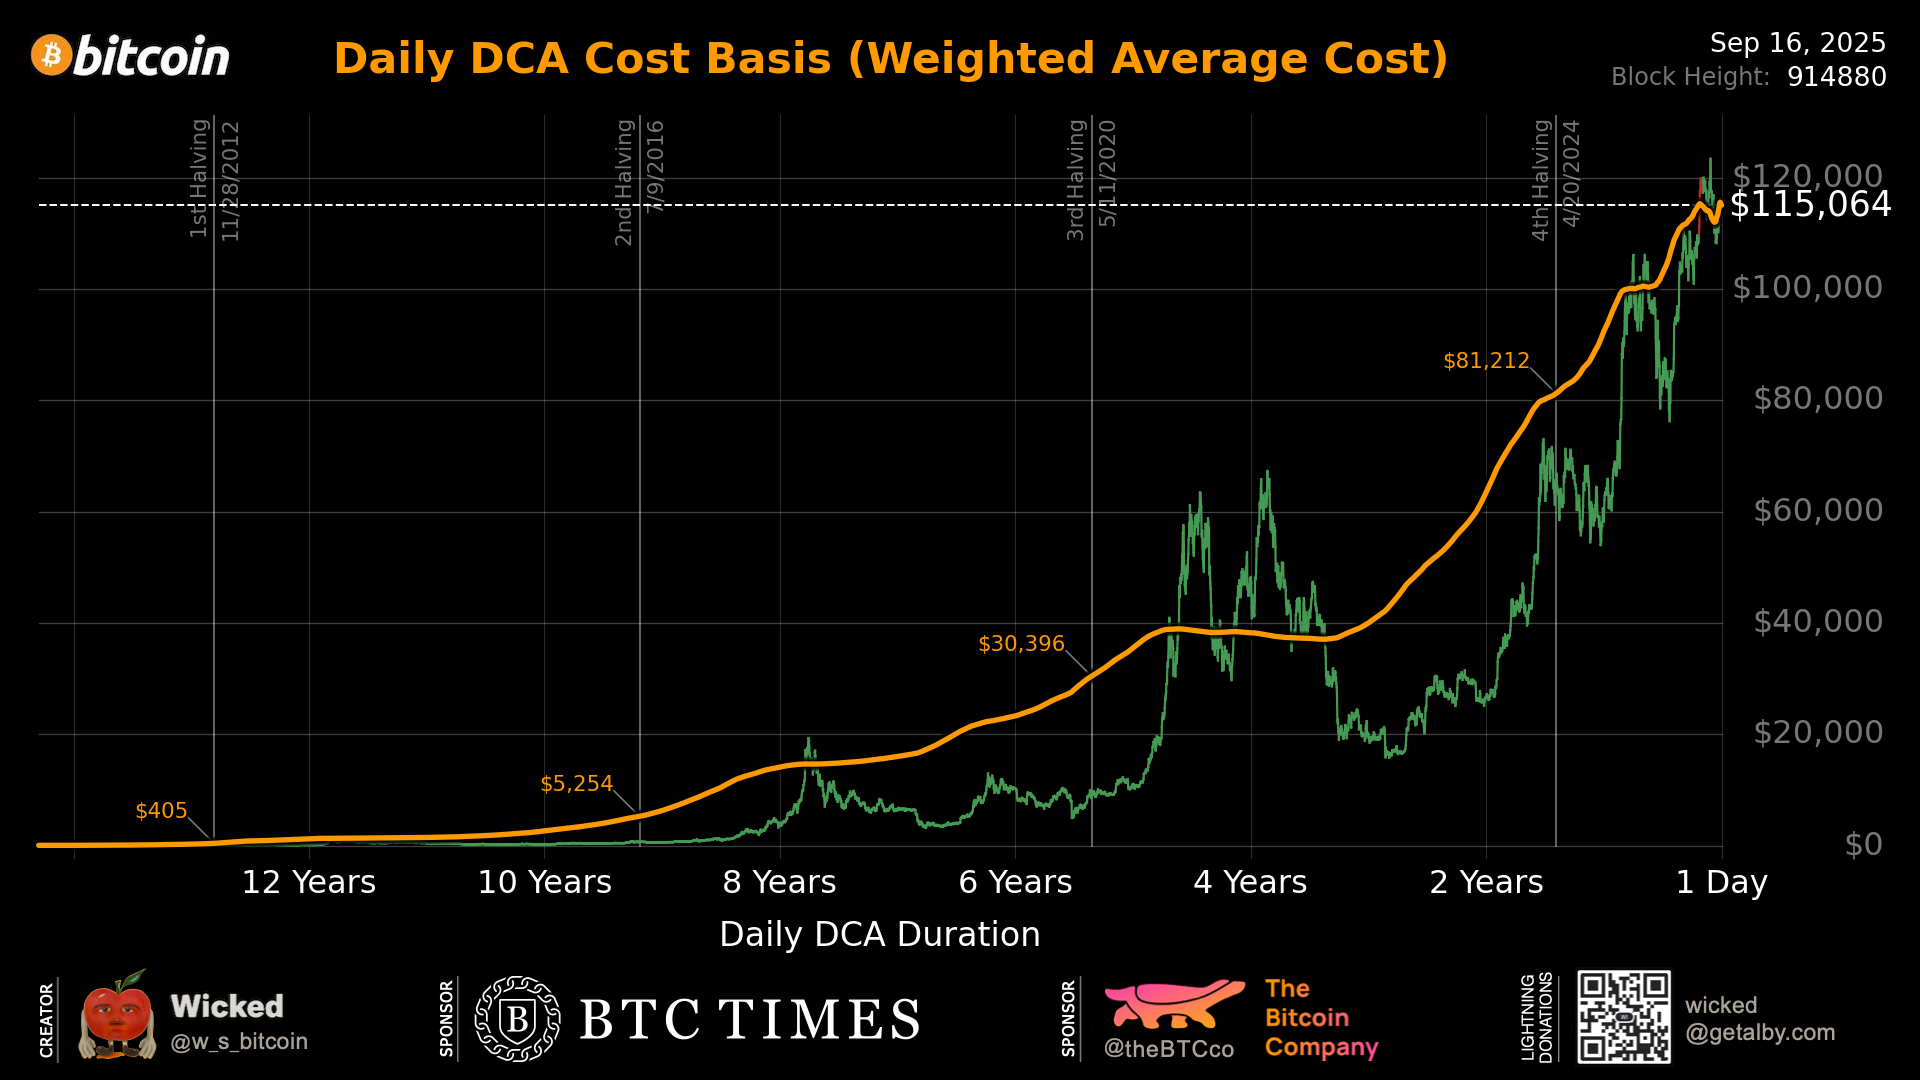 bitcoin
Daily DCA Cost Basis (Weighted Average Cost)
Sep 16, 2025
Block Height: 914880
1st Halving
11/28/2012
2nd Halving
7/9/2016
3rd Halving
5/11/2020
4th Halving
4/20/2024
$120,000
$115,064
$100,000
$80,000
$60,000
$40,000
$20,000
$0
$81,212
$30,396
$5,254
$405
12 Years
10 Years
8 Years
6 Years
4 Years
2 Years
1 Day
Daily DCA Duration
CREATOR
Wicked
@w_s_bitcoin
SPONSOR
B
BTC TIMES
SPONSOR
@theBTCco
The
Bitcoin
Company
LIGHTNING
DONATIONS
wicked
@getalby.com